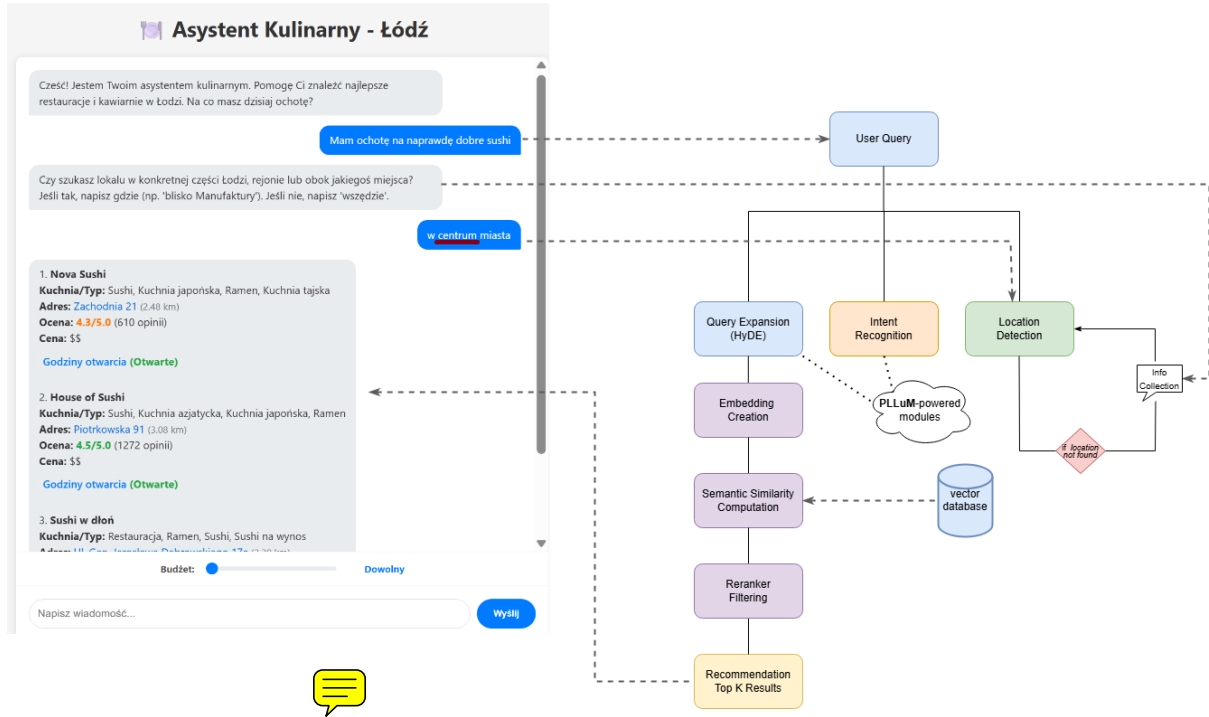 Asystent Kulinarny - Łódź
Cześć! Jestem Twoim asystentem kulinarnym. Pomogę Ci znaleźć najlepsze
restauracje i kawiarnie w Łodzi. Na co masz dzisiaj ochotę?
Mam ochotę na naprawdę dobre sushi
Czy szukasz lokalu w konkretnej części Łodzi, rejonie lub obok jakiegoś miejsca?
Jeśli tak, napisz gdzie (np. 'blisko Manufaktury'). Jeśli nie, napisz 'wszędzie'.
w centrum miasta
1. Nova Sushi
Kuchnia/Typ: Sushi, Kuchnia japońska, Ramen, Kuchnia tajska
Adres: Zachodnia 21 (2.48 km)
Ocena: 4.3/5.0 (610 opinii)
Cena: $$
Godziny otwarcia (Otwarte)
2. House of Sushi
Kuchnia/Typ: Sushi, Kuchnia azjatycka, Kuchnia japońska, Ramen
Adres: Piotrkowska 91 (3.08 km)
Ocena: 4.5/5.0 (1272 opinii)
Cena: $$
Godziny otwarcia (Otwarte)
3. Sushi w dłoń
Kuchnia/Typ: Restauracja, Ramen, Sushi, Sushi na wynos
Budżet:
Dowolny
Napisz wiadomość...
Wyślij
User Query
Query Expansion
(HyDE)
Intent
Recognition
Location
Detection
Info
Collection
PLLuM-powered
modules
if location
not found
Embedding
Creation
Semantic Similarity
Computation
vector
database
Reranker
Filtering
Recommendation
Top K Results